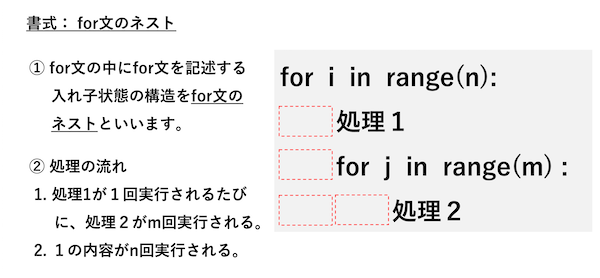 書式： for文のネスト
① for文の中にfor文を記述する
入れ子状態の構造をfor文の
ネストといいます。
② 処理の流れ
1. 処理1が１回実行されるたび
に、処理２がm回実行される。
2. １の内容がn回実行される。
for i in range(n):
処理１
for j in range(m) :
処理２